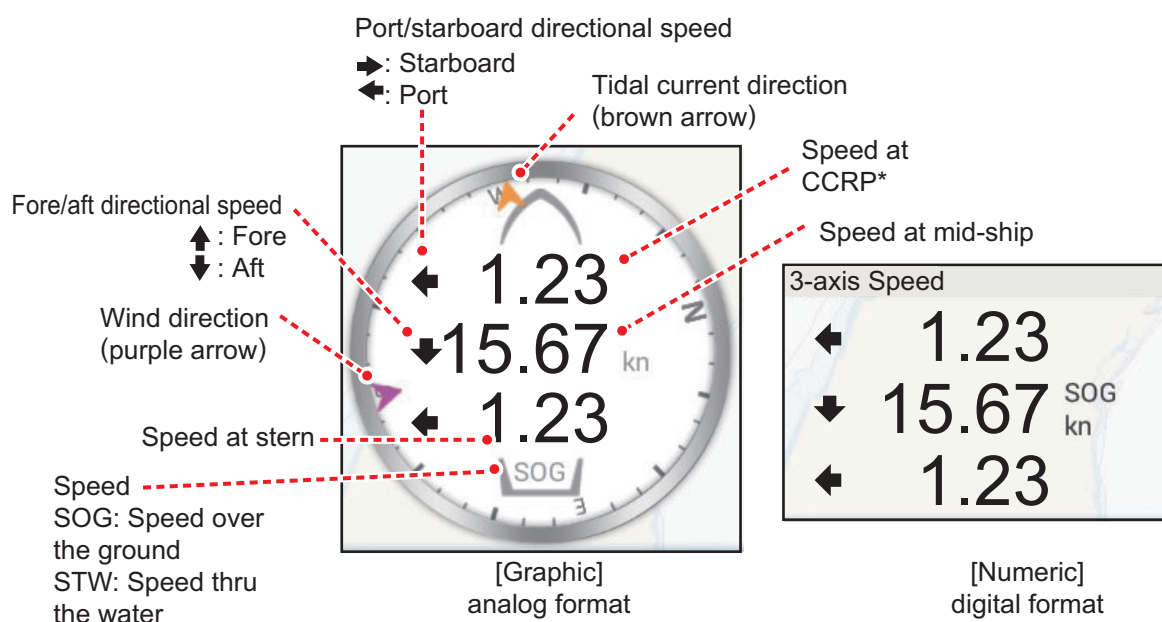 Port/starboard directional speed
➡: Starboard
⬅: Port
Tidal current direction
(brown arrow)
Speed at
CCRP*
Speed at mid-ship
Fore/aft directional speed
⬆: Fore
⬇: Aft
Wind direction
(purple arrow)
Speed at stern
Speed
SOG: Speed over
the ground
STW: Speed thru
the water
W
N
E
⬅ 1.23
⬇15.67 kn
⬅ 1.23
SOG
[Graphic]
analog format
3-axis Speed
⬅ 1.23
⬇ 15.67 SOG
kn
⬅ 1.23
[Numeric]
digital format